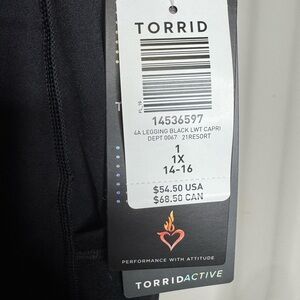 TORRID
14536597
4A LEGGING BLACK LWT CAPRI
DEPT 0067 21RESORT
1
1X
14-16
$54.50 USA
$68.50 CAN
PERFORMANCE WITH ATTITUDE
TORRIDACTIVE